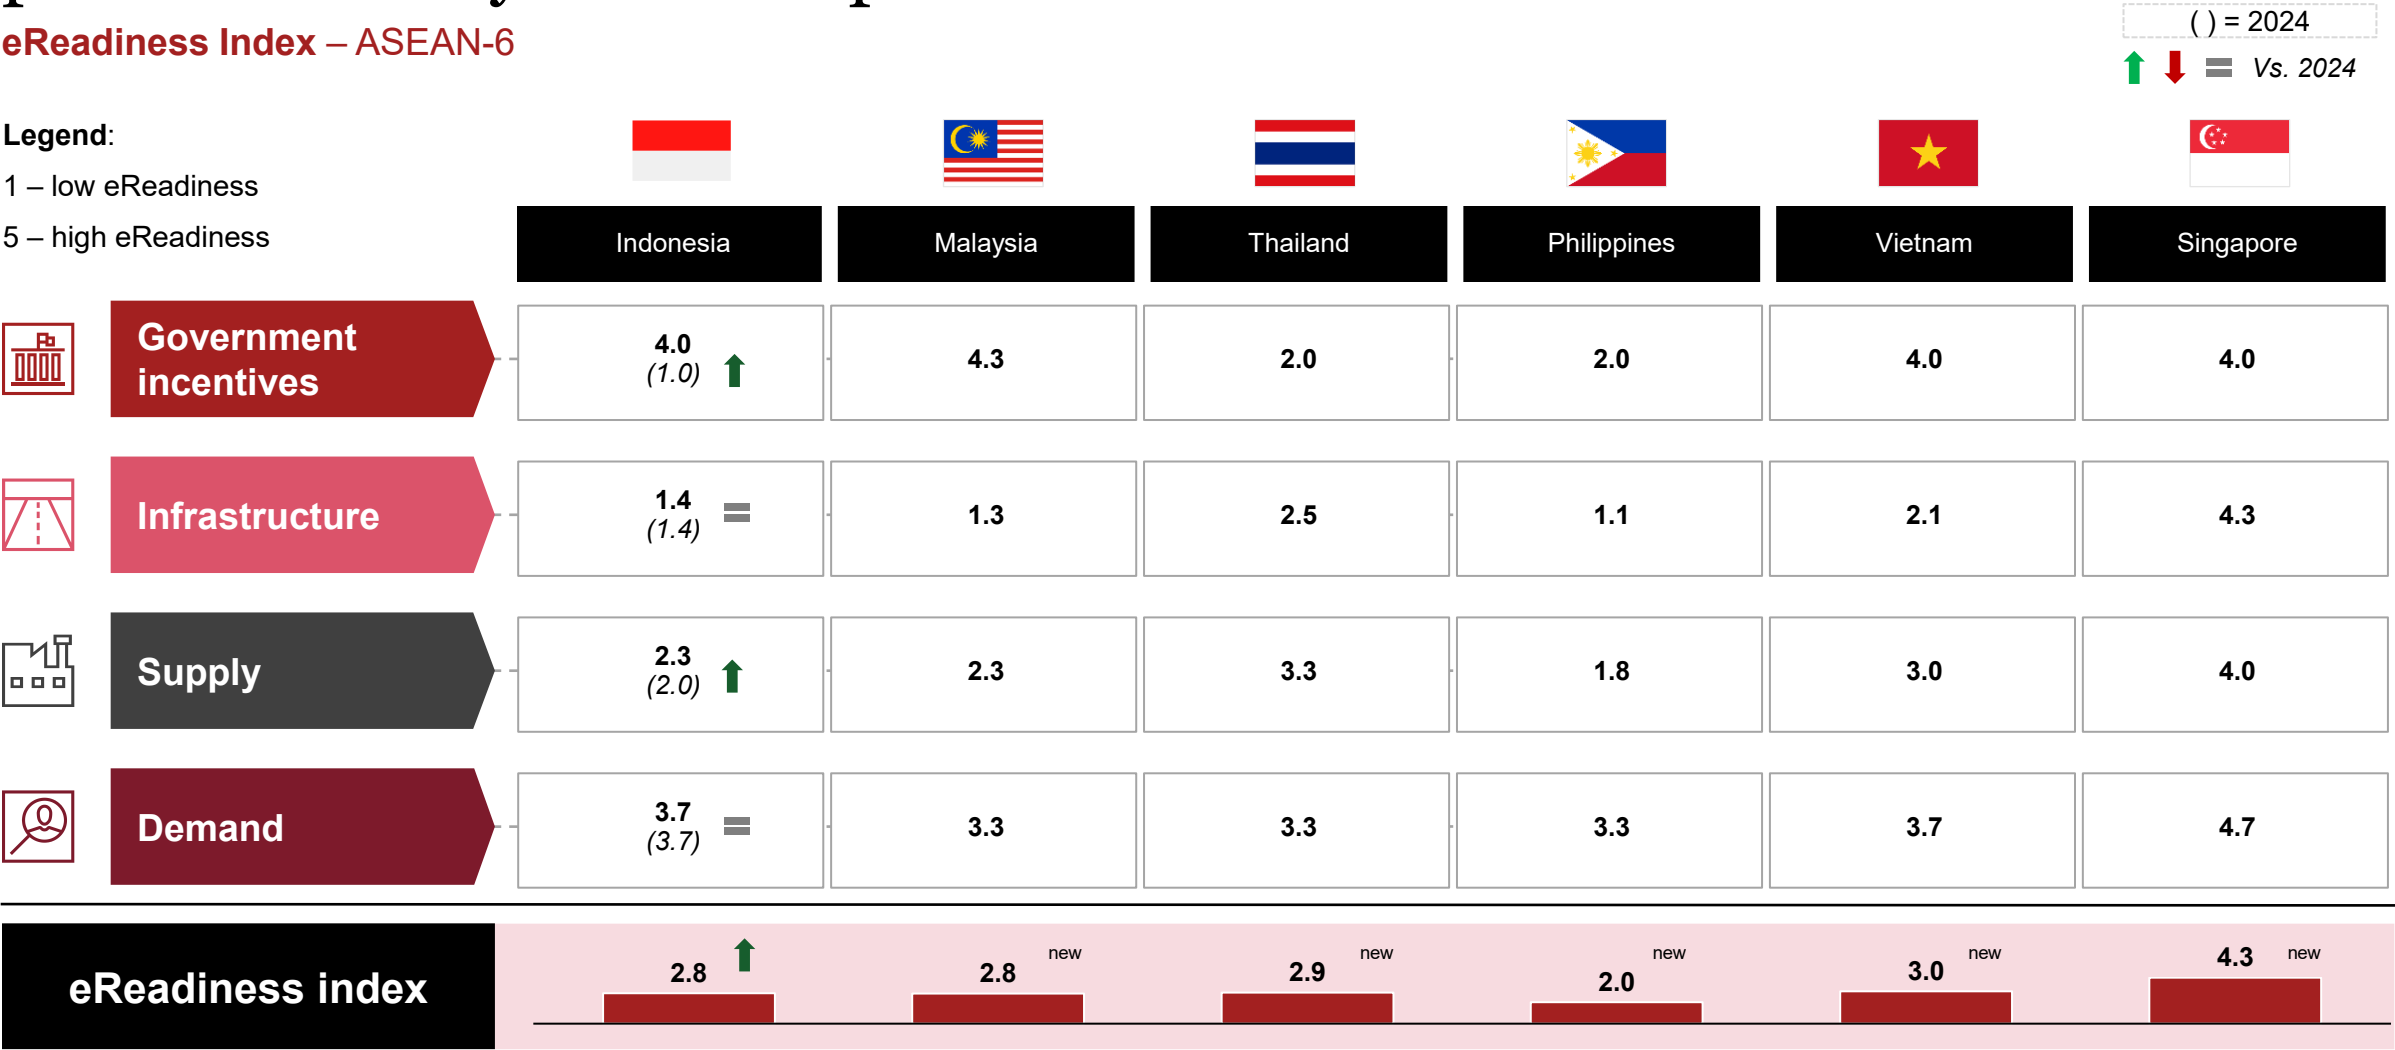 eReadiness Index – ASEAN-6
( ) = 2024
Vs. 2024
Legend:
1 – low eReadiness
5 – high eReadiness
Indonesia
Malaysia
Thailand
Philippines
Vietnam
Singapore
Government
incentives
4.0
(1.0)
4.3
2.0
2.0
4.0
4.0
Infrastructure
1.4
(1.4)
1.3
2.5
1.1
2.1
4.3
Supply
2.3
(2.0)
2.3
3.3
1.8
3.0
4.0
Demand
3.7
(3.7)
3.3
3.3
3.3
3.7
4.7
eReadiness index
2.8
2.8
new
2.9
new
2.0
new
3.0
new
4.3
new